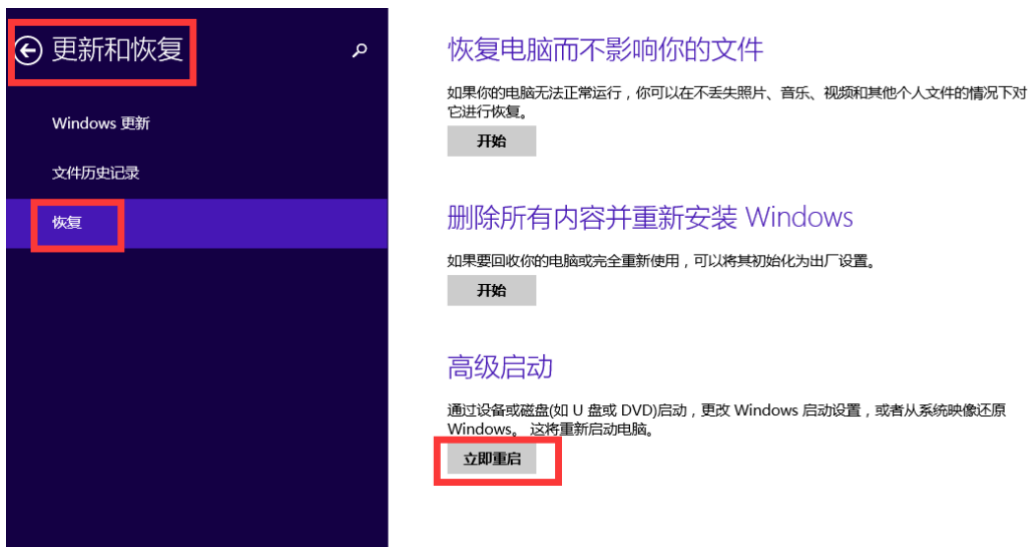 更新和恢复
Windows 更新
文件历史记录
恢复
恢复电脑而不影响你的文件
如果你的电脑无法正常运行，你可以在不丢失照片、音乐、视频和其他个人文件的情况下对
它进行恢复。
开始
删除所有内容并重新安装 Windows
如果要回收你的电脑或完全重新使用，可以将其初始化为出厂设置。
开始
高级启动
通过设备或磁盘(如 U 盘或 DVD)启动，更改 Windows 启动设置，或者从系统映像还原
Windows。 这将重新启动电脑。
立即重启